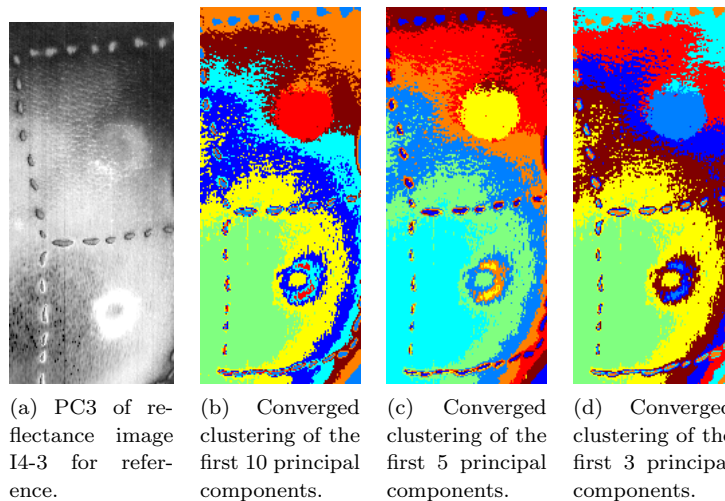 (a) PC3 of re-
flectance image
I4-3 for refer-
ence.
(b) Converged
clustering of the
first 10 principal
components.
(c) Converged
clustering of the
first 5 principal
components.
(d) Converged
clustering of the
first 3 principal
components.